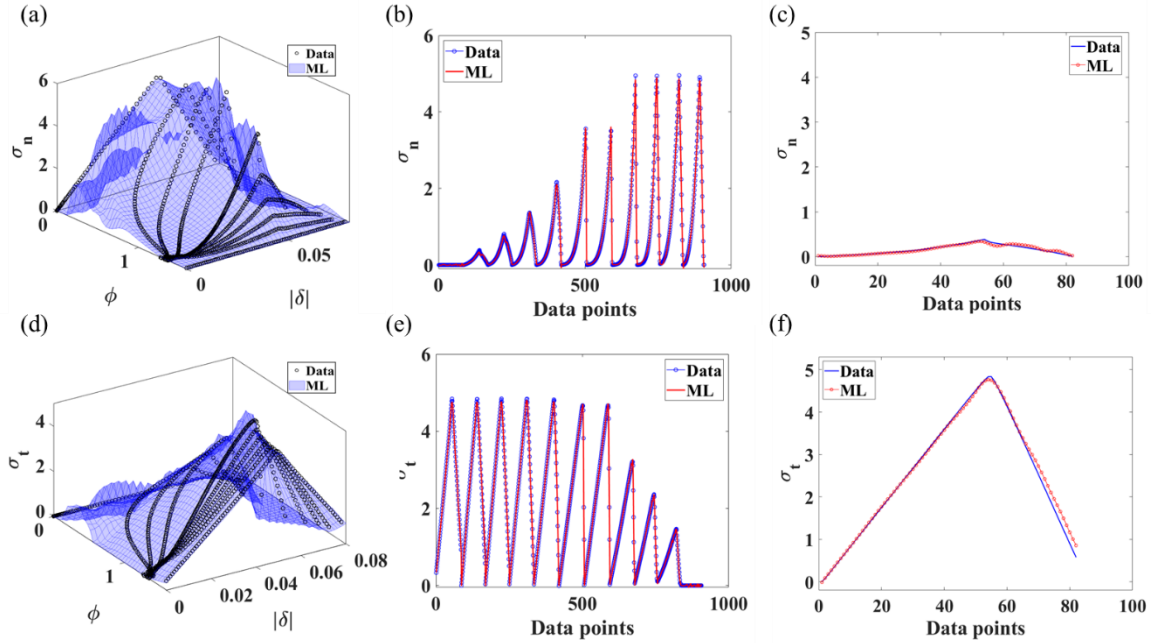 (a)
Data
ML
6
4
2
0
σn
0
1
ϕ
0
0.05
|δ|
(b)
6
4
2
0
σn
Data
ML
0
500
1000
Data points
(c)
5
4
3
2
1
0
σn
Data
ML
0
20
40
60
80
100
Data points
(d)
Data
ML
4
2
0
σt
0
1
ϕ
0
0.02
0.04
0.06
0.08
|δ|
(e)
6
4
2
0
σt
Data
ML
0
500
1000
Data points
(f)
5
4
3
2
1
0
σt
Data
ML
0
20
40
60
80
100
Data points